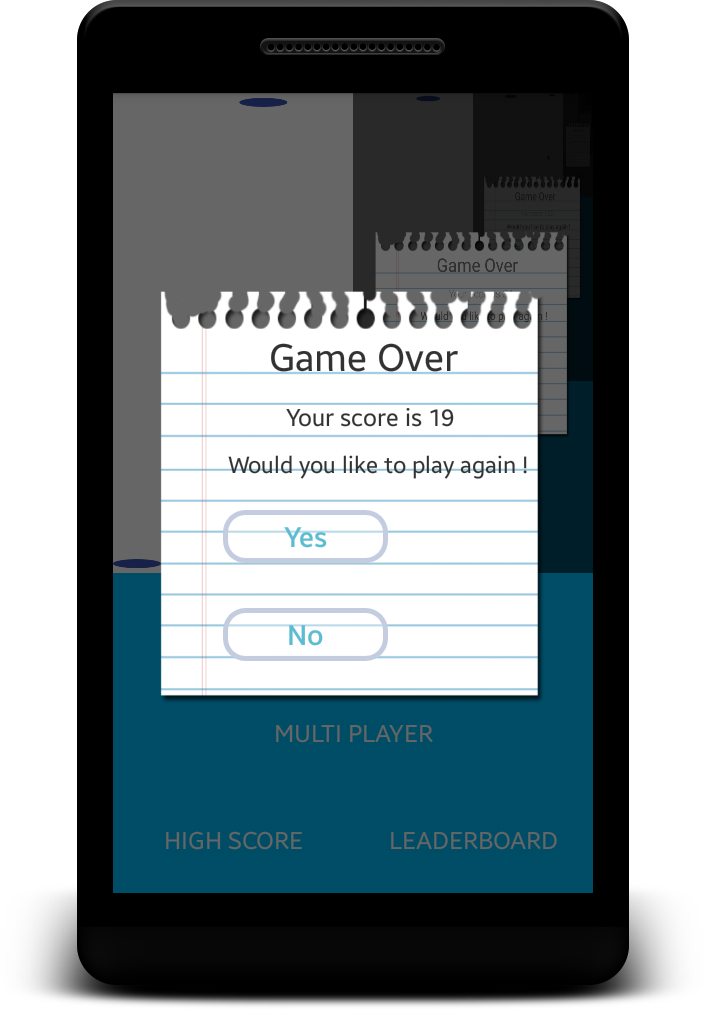 Game Over
Game Over
Game Over
Your score is 19
Would you like to play again !
Yes
No
MULTI PLAYER
HIGH SCORE
LEADERBOARD